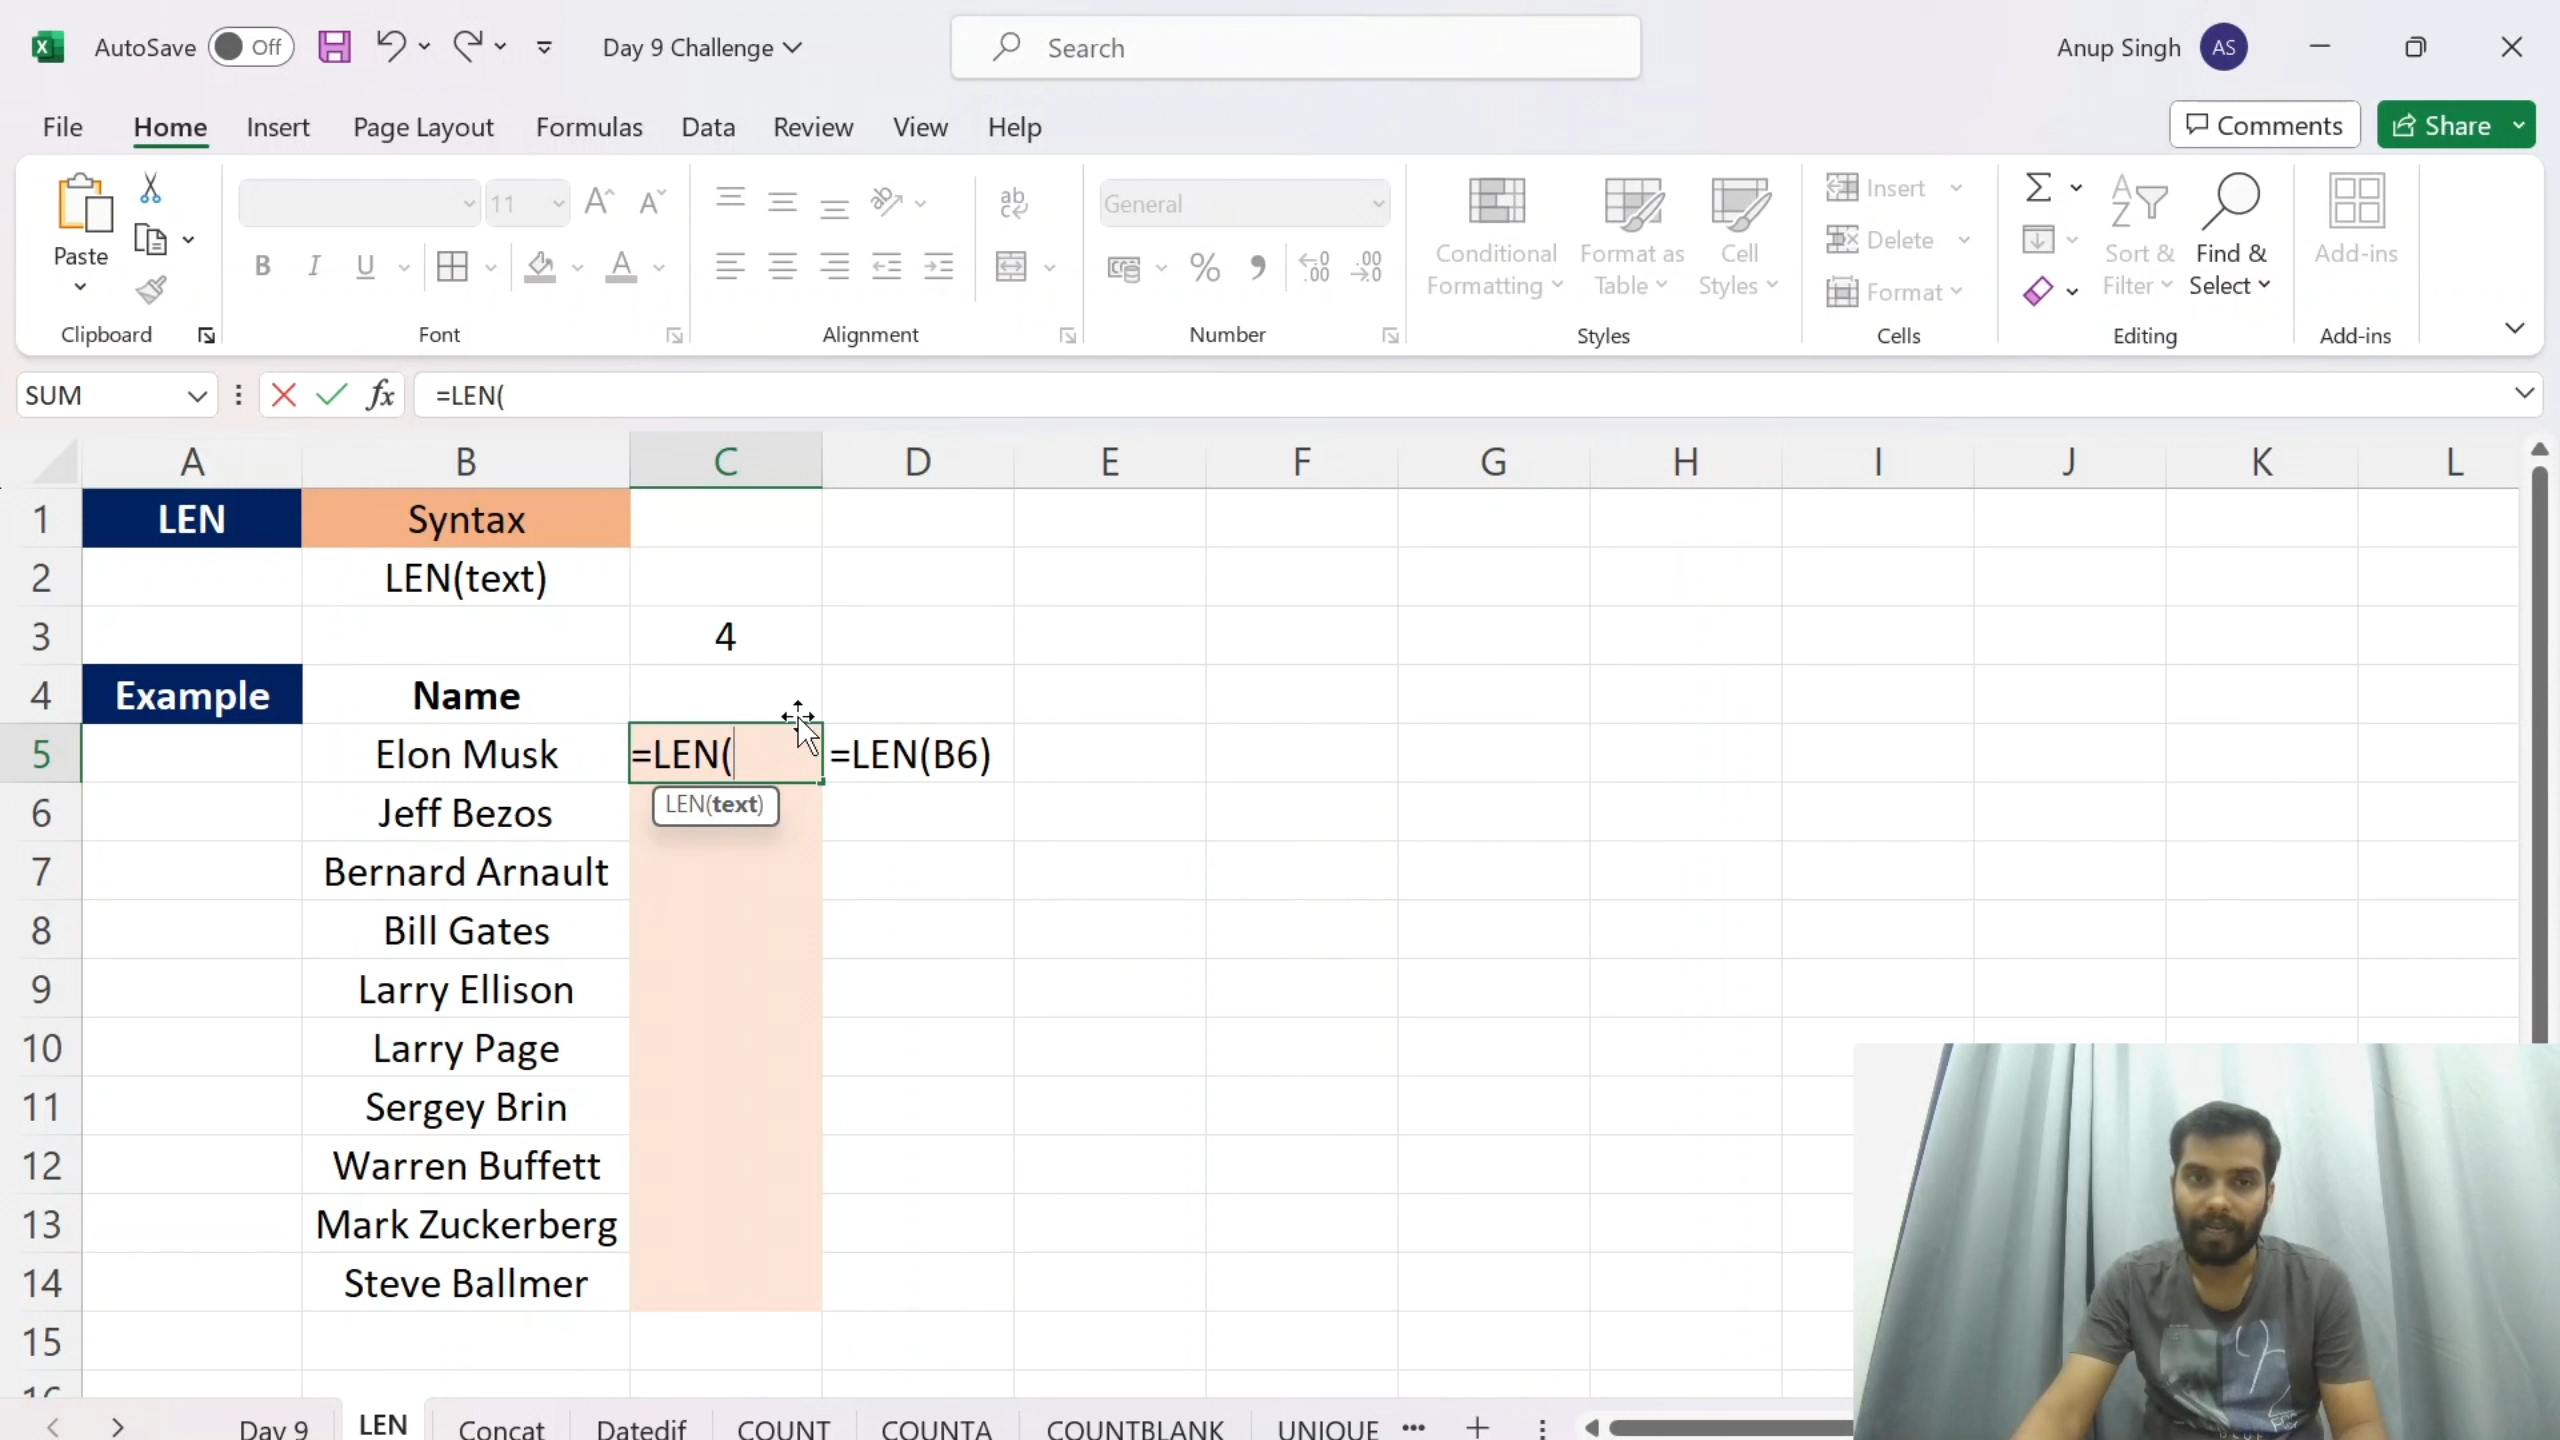 AutoSave Off Day 9 Challenge Search Anup Singh AS
File Home Insert Page Layout Formulas Data Review View Help Comments Share
Paste
Clipboard
11
B I U A
Font
ab
Alignment
General
% .00
Number
Conditional Formatting
Format as Table
Cell Styles
Styles
Insert
Delete
Format
Cells
Sort & Filter
Find & Select
Editing
Add-ins
Add-ins
SUM fx =LEN(
A B C D E F G H I J K L
1 LEN Syntax
2 LEN(text)
3 4
4 Example Name
5 Elon Musk =LEN( =LEN(B6)
LEN(text)
6 Jeff Bezos
7 Bernard Arnault
8 Bill Gates
9 Larry Ellison
10 Larry Page
11 Sergey Brin
12 Warren Buffett
13 Mark Zuckerberg
14 Steve Ballmer
15
16
Day 9 LEN Concat Datedif COUNT COUNTA COUNTBLANK UNIQUE